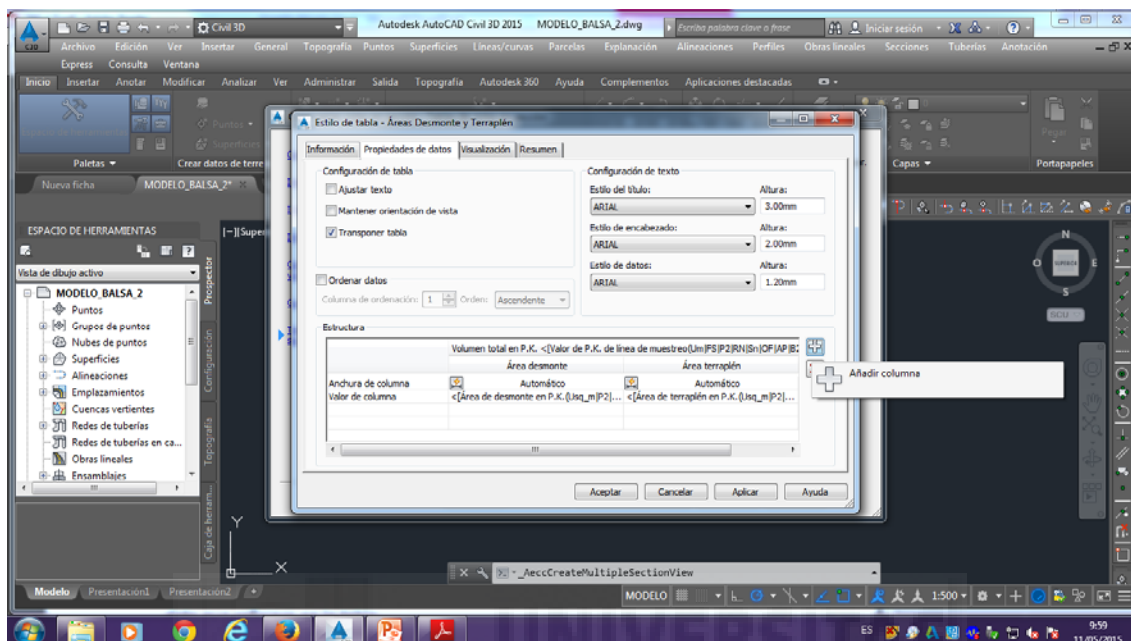 C3D
Civil 3D
Autodesk AutoCAD Civil 3D 2015 MODELO_BALSA_2.dwg
Escriba palabra clave o frase
Iniciar sesión
Archivo Edición Ver Insertar General Topografía Puntos Superficies Líneas/curvas Parcelas Explanación Alineaciones Perfiles Obras lineales Secciones Tuberías Anotación
Express Consulta Ventana
Inicio Insertar Anotar Modificar Analizar Ver Administrar Salida Topografía Autodesk 360 Ayuda Complementos Aplicaciones destacadas
Puntos
Superficies
Pegar
Paletas
Crear datos de terre
Capas
Portapapeles
Nueva ficha
MODELO_BALSA_2*
Estilo de tabla - Áreas Desmonte y Terraplén
Información Propiedades de datos Visualización Resumen
Configuración de tabla
Ajustar texto
Mantener orientación de vista
Transponer tabla
Ordenar datos
Columna de ordenación: 1 Orden: Ascendente
Configuración de texto
Estilo del título: Altura:
ARIAL 3.00mm
Estilo de encabezado: Altura:
ARIAL 2.00mm
Estilo de datos: Altura:
ARIAL 1.20mm
Estructura
Volumen total en P.K. <[Valor de P.K. de línea de muestreo(Um|FS|P2|RN|Sn|OF|AP|B2
Área desmonte Área terraplén
Anchura de columna Automático Automático
Valor de columna <[Área de desmonte en P.K.(Usq_m|P2|... <[Área de terraplén en P.K.(Usq_m|P2|...
Añadir columna
Aceptar Cancelar Aplicar Ayuda
ESPACIO DE HERRAMIENTAS
Vista de dibujo activo
MODELO_BALSA_2
Puntos
Grupos de puntos
Nubes de puntos
Superficies
Alineaciones
Emplazamientos
Cuencas vertientes
Redes de tuberías
Redes de tuberías en ca...
Obras lineales
Ensamblajes
Prospector
Configuración
Topografía
Caja de herram...
[-][Super
N
O
SUPERIOR
E
S
SCU
Y
X
_AeccCreateMultipleSectionView
Modelo Presentación1 Presentación2
MODELO
1:500
ES
9:59
11/05/2015